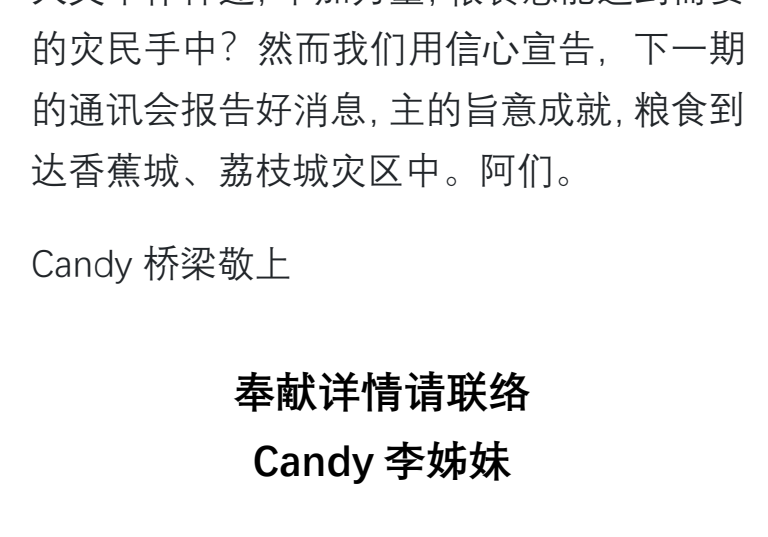 的灾民手中？然而我们用信心宣告，下一期
的通讯会报告好消息，主的旨意成就，粮食到
达香蕉城、荔枝城灾区中。阿们。
Candy 桥梁敬上
奉献详情请联络
Candy 李姊妹